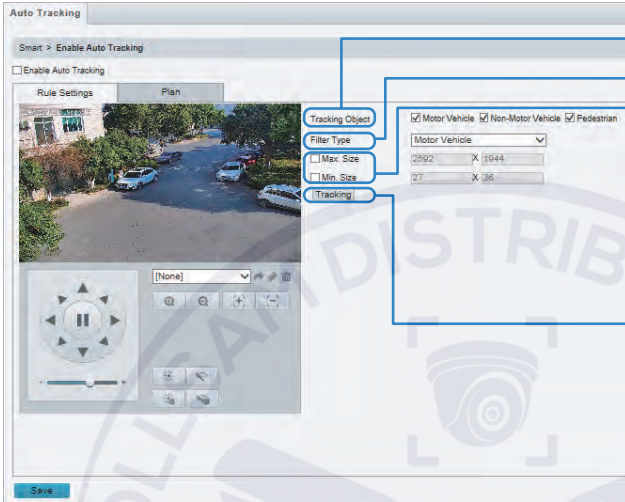 Auto Tracking
Smart > Enable Auto Tracking
Enable Auto Tracking
Rule Settings Plan
Tracking Object Motor Vehicle Non-Motor Vehicle Pedestrian
Filter Type Motor Vehicle
Max. Size 2592 X 1944
Min. Size 27 X 36
Tracking
[None]
- +
Save
DISTRIB